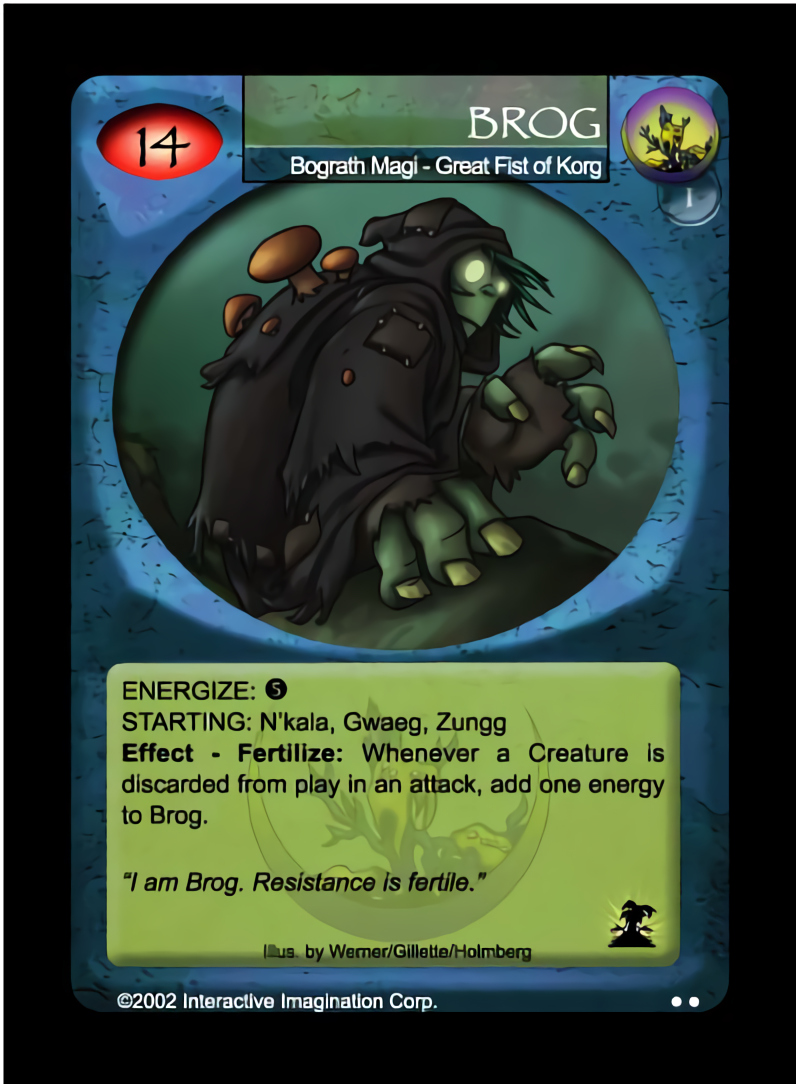 14
BROG
Bograth Magi - Great Fist of Korg
I
ENERGIZE: 5
STARTING: N'kala, Gwaeg, Zungg
Effect - Fertilize: Whenever a Creature is
discarded from play in an attack, add one energy
to Brog.
"I am Brog. Resistance is fertile."
Illus. by Werner/Gillette/Holmberg
©2002 Interactive Imagination Corp.